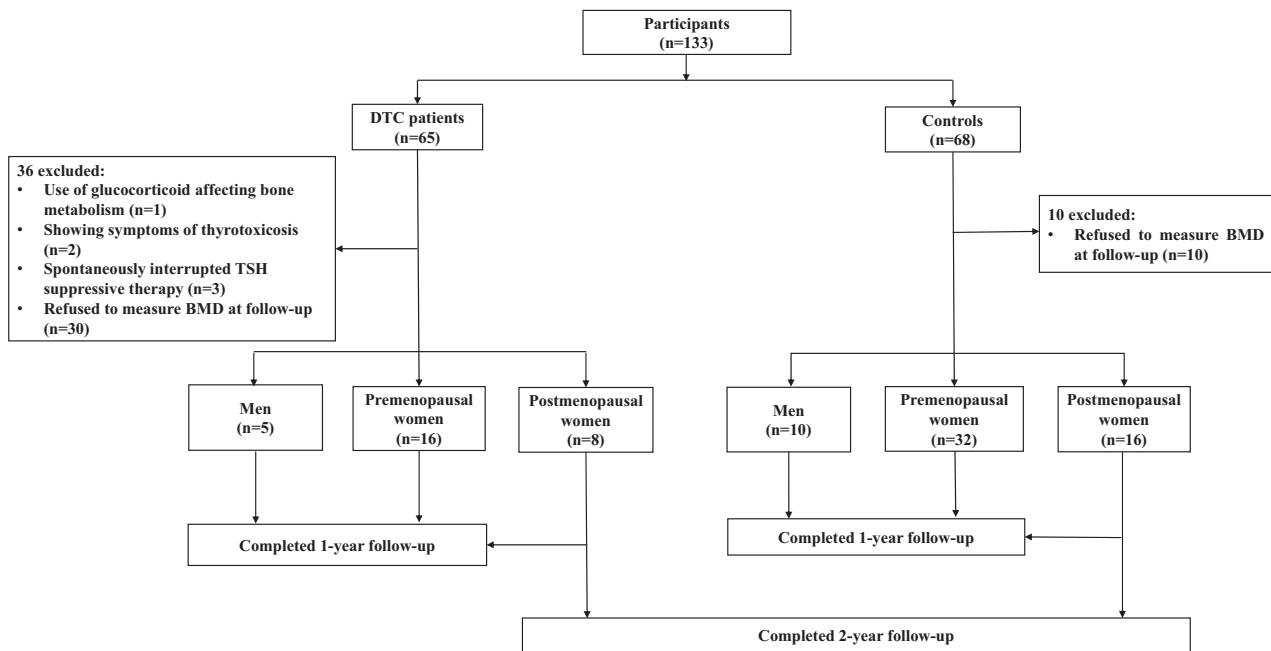 Participants
(n=133)
DTC patients
(n=65)
Controls
(n=68)
36 excluded:
• Use of glucocorticoid affecting bone
metabolism (n=1)
• Showing symptoms of thyrotoxicosis
(n=2)
• Spontaneously interrupted TSH
suppressive therapy (n=3)
• Refused to measure BMD at follow-up
(n=30)
10 excluded:
• Refused to measure BMD
at follow-up (n=10)
Men
(n=5)
Premenopausal
women
(n=16)
Postmenopausal
women
(n=8)
Men
(n=10)
Premenopausal
women
(n=32)
Postmenopausal
women
(n=16)
Completed 1-year follow-up
Completed 1-year follow-up
Completed 2-year follow-up